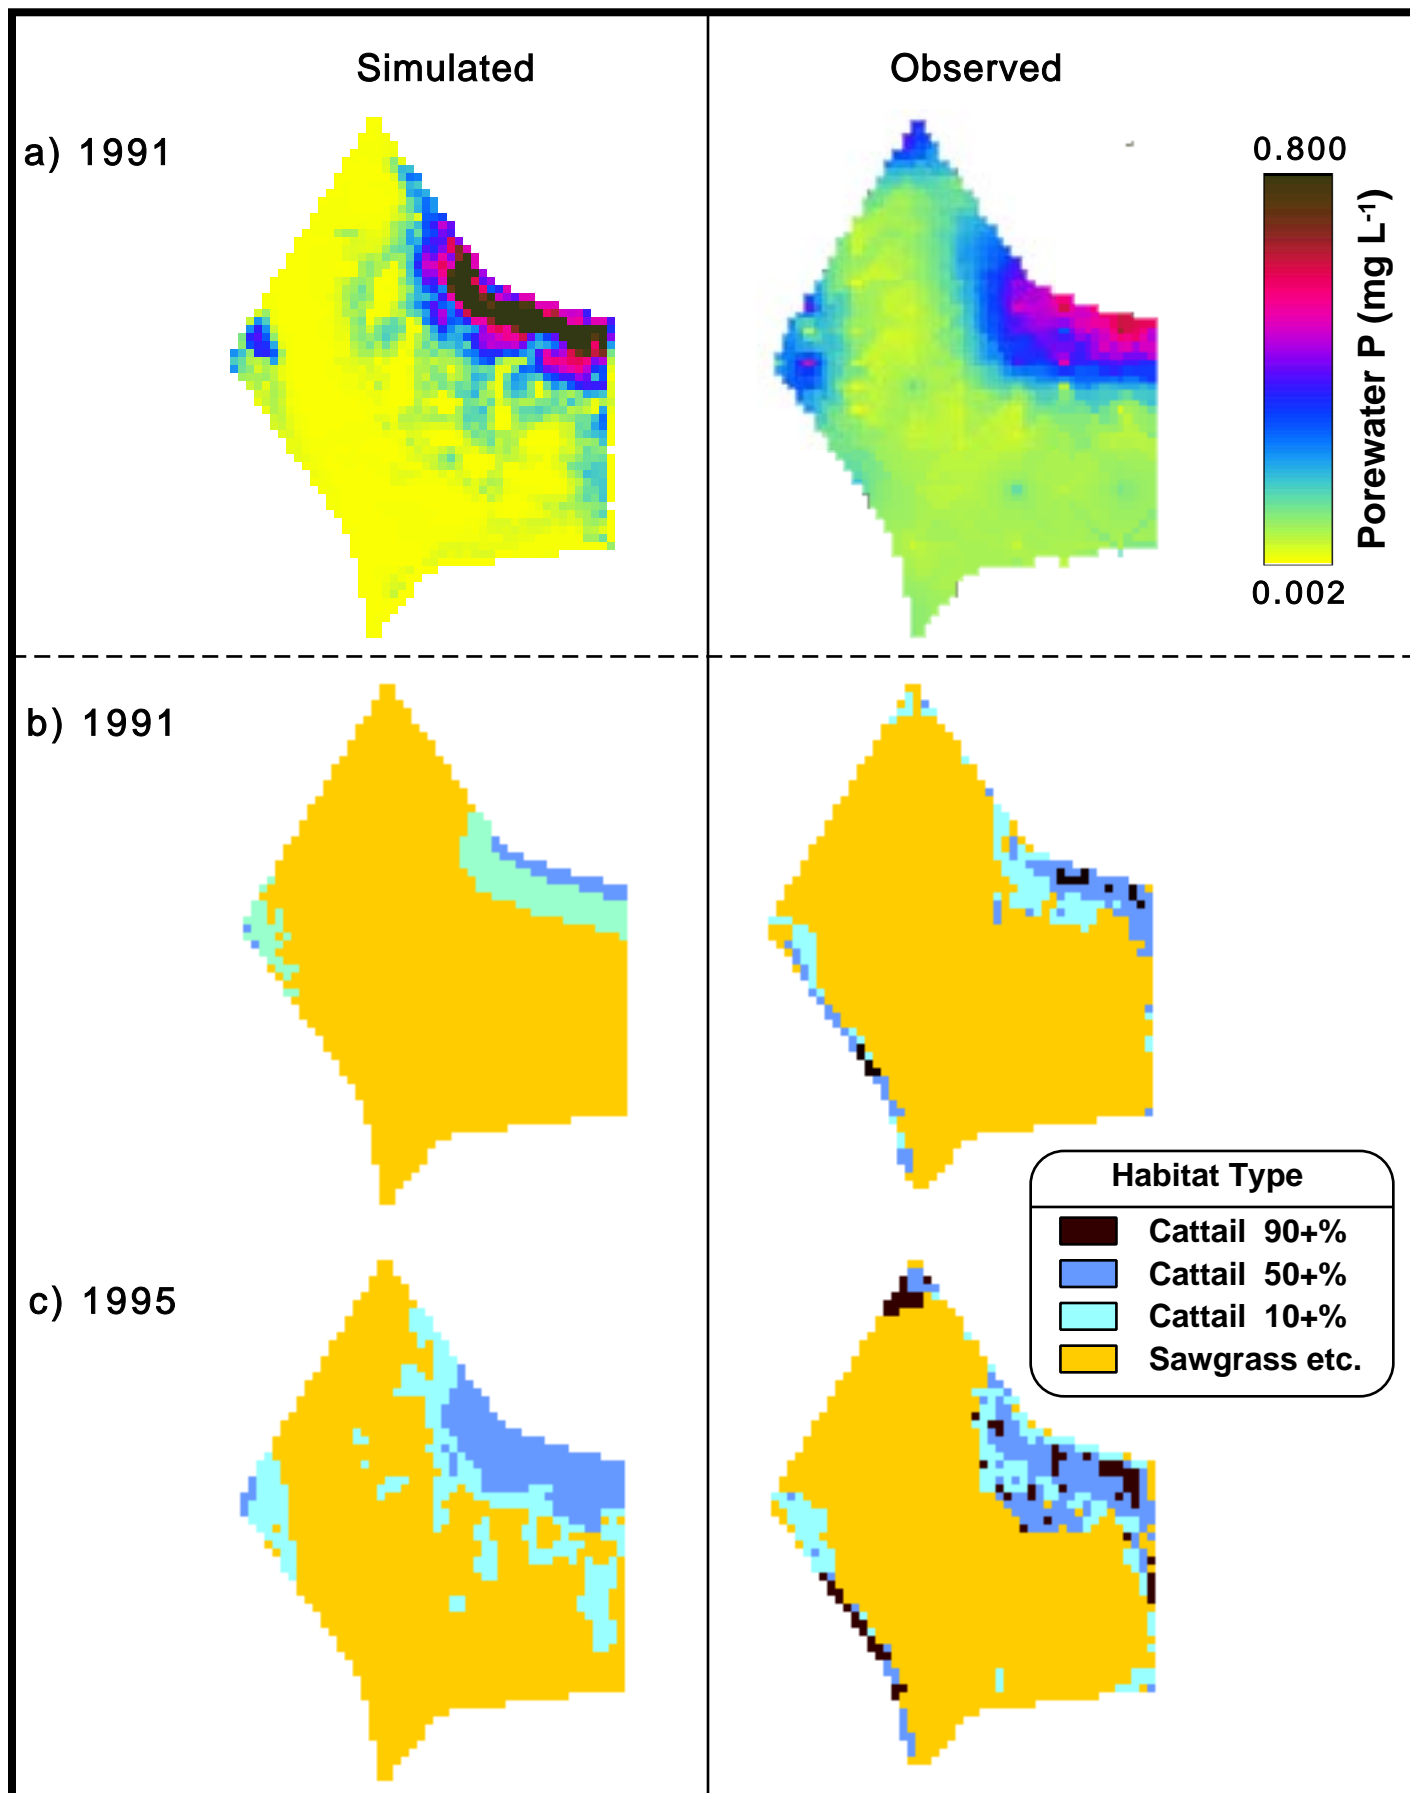 Simulated
Observed
a) 1991
0.800
Porewater P (mg L-1)
0.002
b) 1991
Habitat Type
Cattail 90+%
Cattail 50+%
Cattail 10+%
Sawgrass etc.
c) 1995